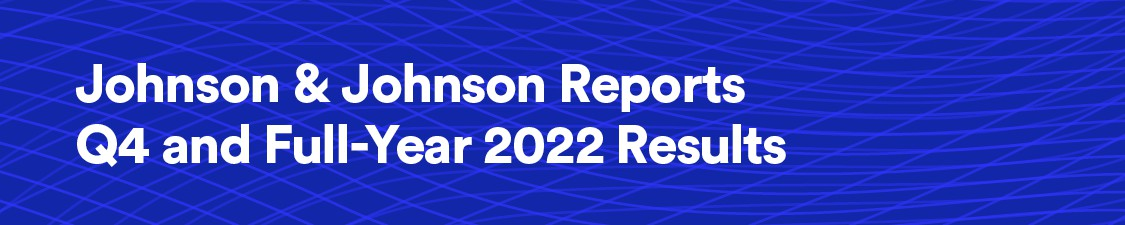 Johnson & Johnson Reports
Q4 and Full-Year 2022 Results